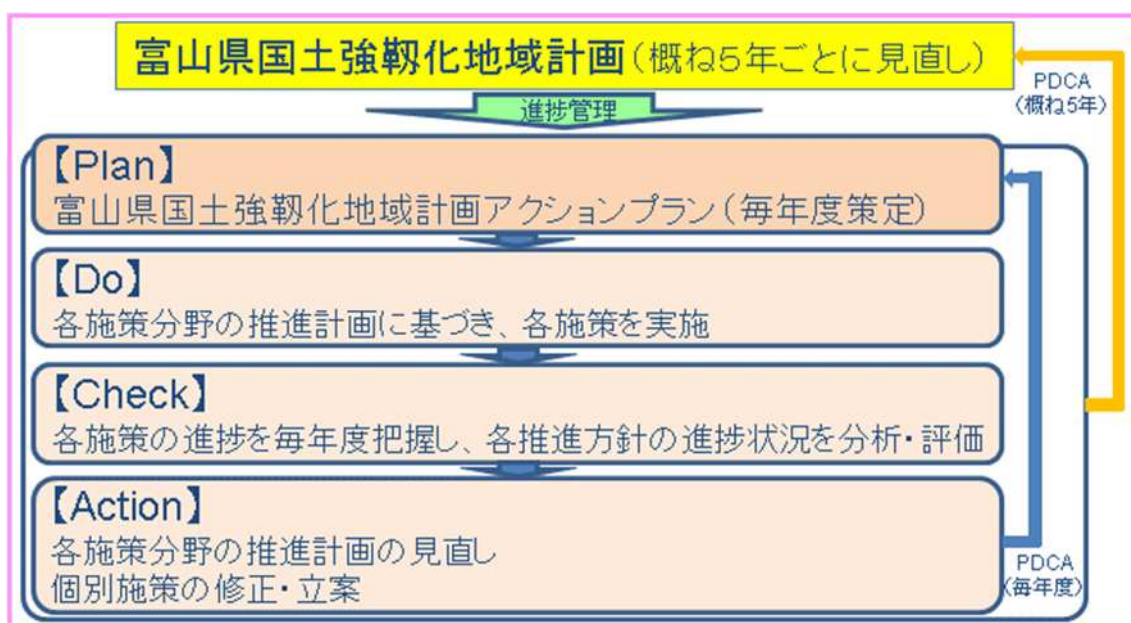 富山県国土強靱化地域計画(概ね5年ごとに見直し)
PDCA
(概ね5年)
進捗管理
【Plan】
富山県国土強靱化地域計画アクションプラン(毎年度策定)
【Do】
各施策分野の推進計画に基づき、各施策を実施
【Check】
各施策の進捗を毎年度把握し、各推進方針の進捗状況を分析・評価
【Action】
各施策分野の推進計画の見直し
個別施策の修正・立案
PDCA
(毎年度)